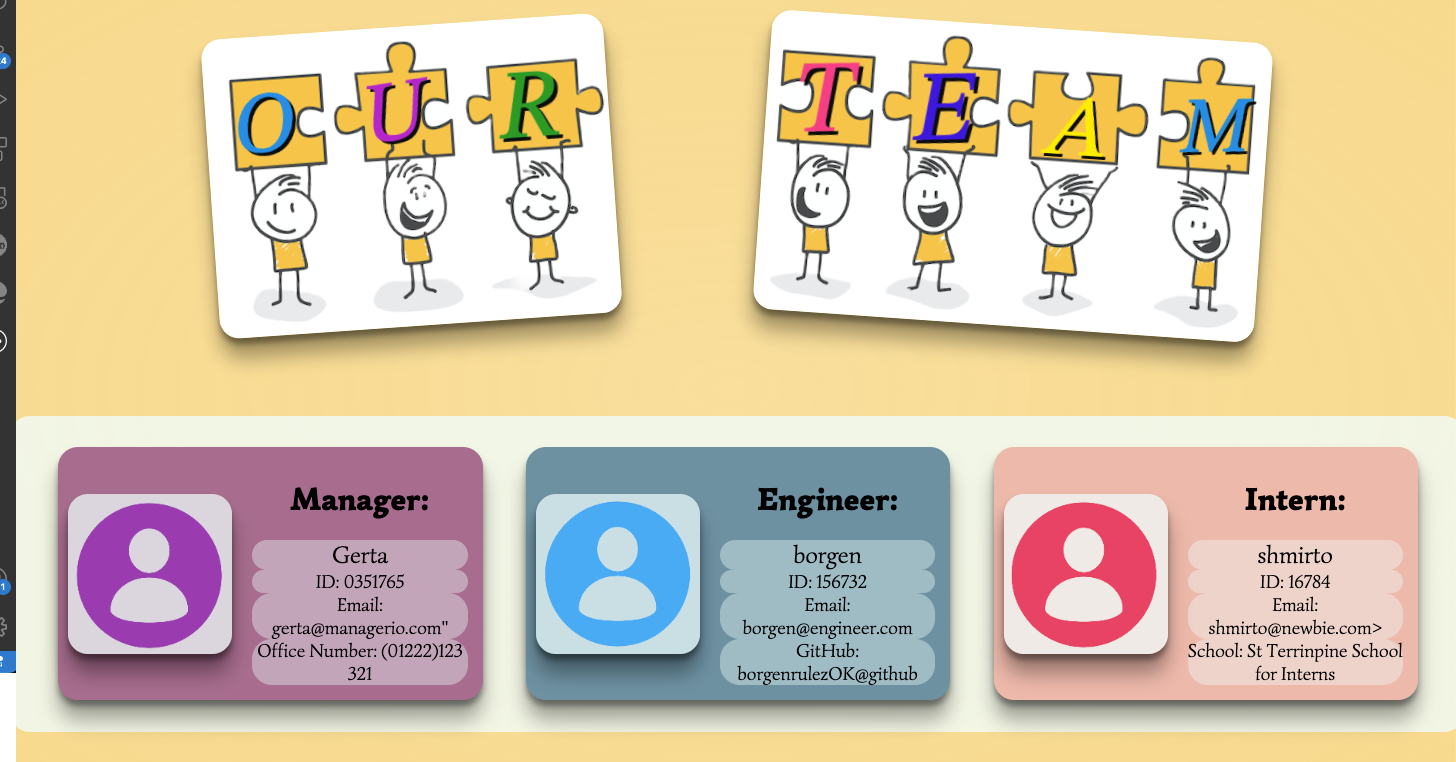 OUR TEAM
Manager:
Gerta
ID: 0351765
Email:
gerta@managerio.com"
Office Number: (01222)123
321
Engineer:
borgen
ID: 156732
Email:
borgen@engineer.com
GitHub:
borgenrulezOK@github
Intern:
shmirto
ID: 16784
Email:
shmirto@newbie.com>
School: St Terrinpine School
for Interns